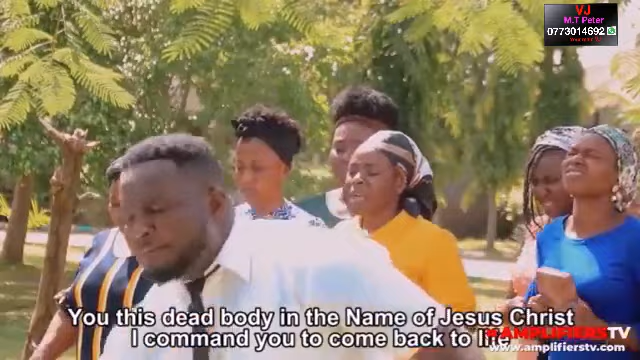 VJ
M.T Peter
0773014692
You this dead body in the Name of Jesus Christ
I command you to come back to life
AMPLIFIERSTV
www.amplifierstv.com